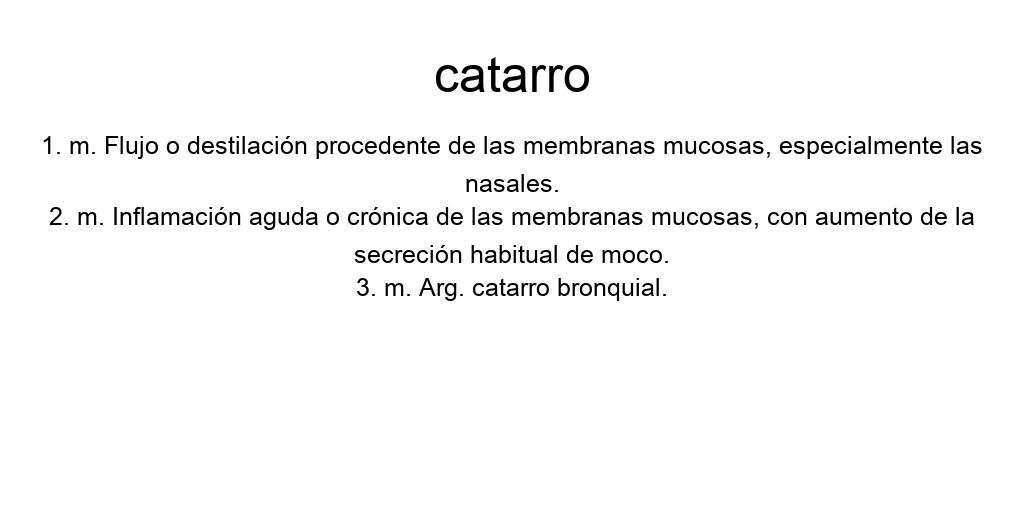 catarro
1. m. Flujo o destilación procedente de las membranas mucosas, especialmente las
nasales.
2. m. Inflamación aguda o crónica de las membranas mucosas, con aumento de la
secreción habitual de moco.
3. m. Arg. catarro bronquial.